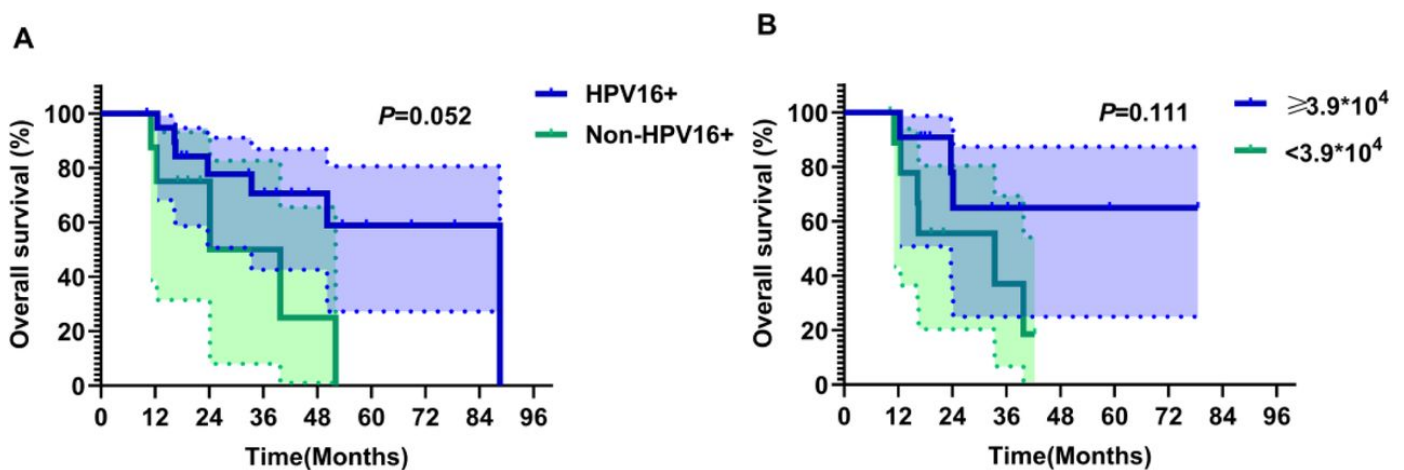 A
Overall survival (%)
100
80
60
40
20
0
0 12 24 36 48 60 72 84 96
Time(Months)
P=0.052
HPV16+
Non-HPV16+
B
Overall survival (%)
100
80
60
40
20
0
0 12 24 36 48 60 72 84 96
Time(Months)
P=0.111
⩾3.9*10⁴
<3.9*10⁴